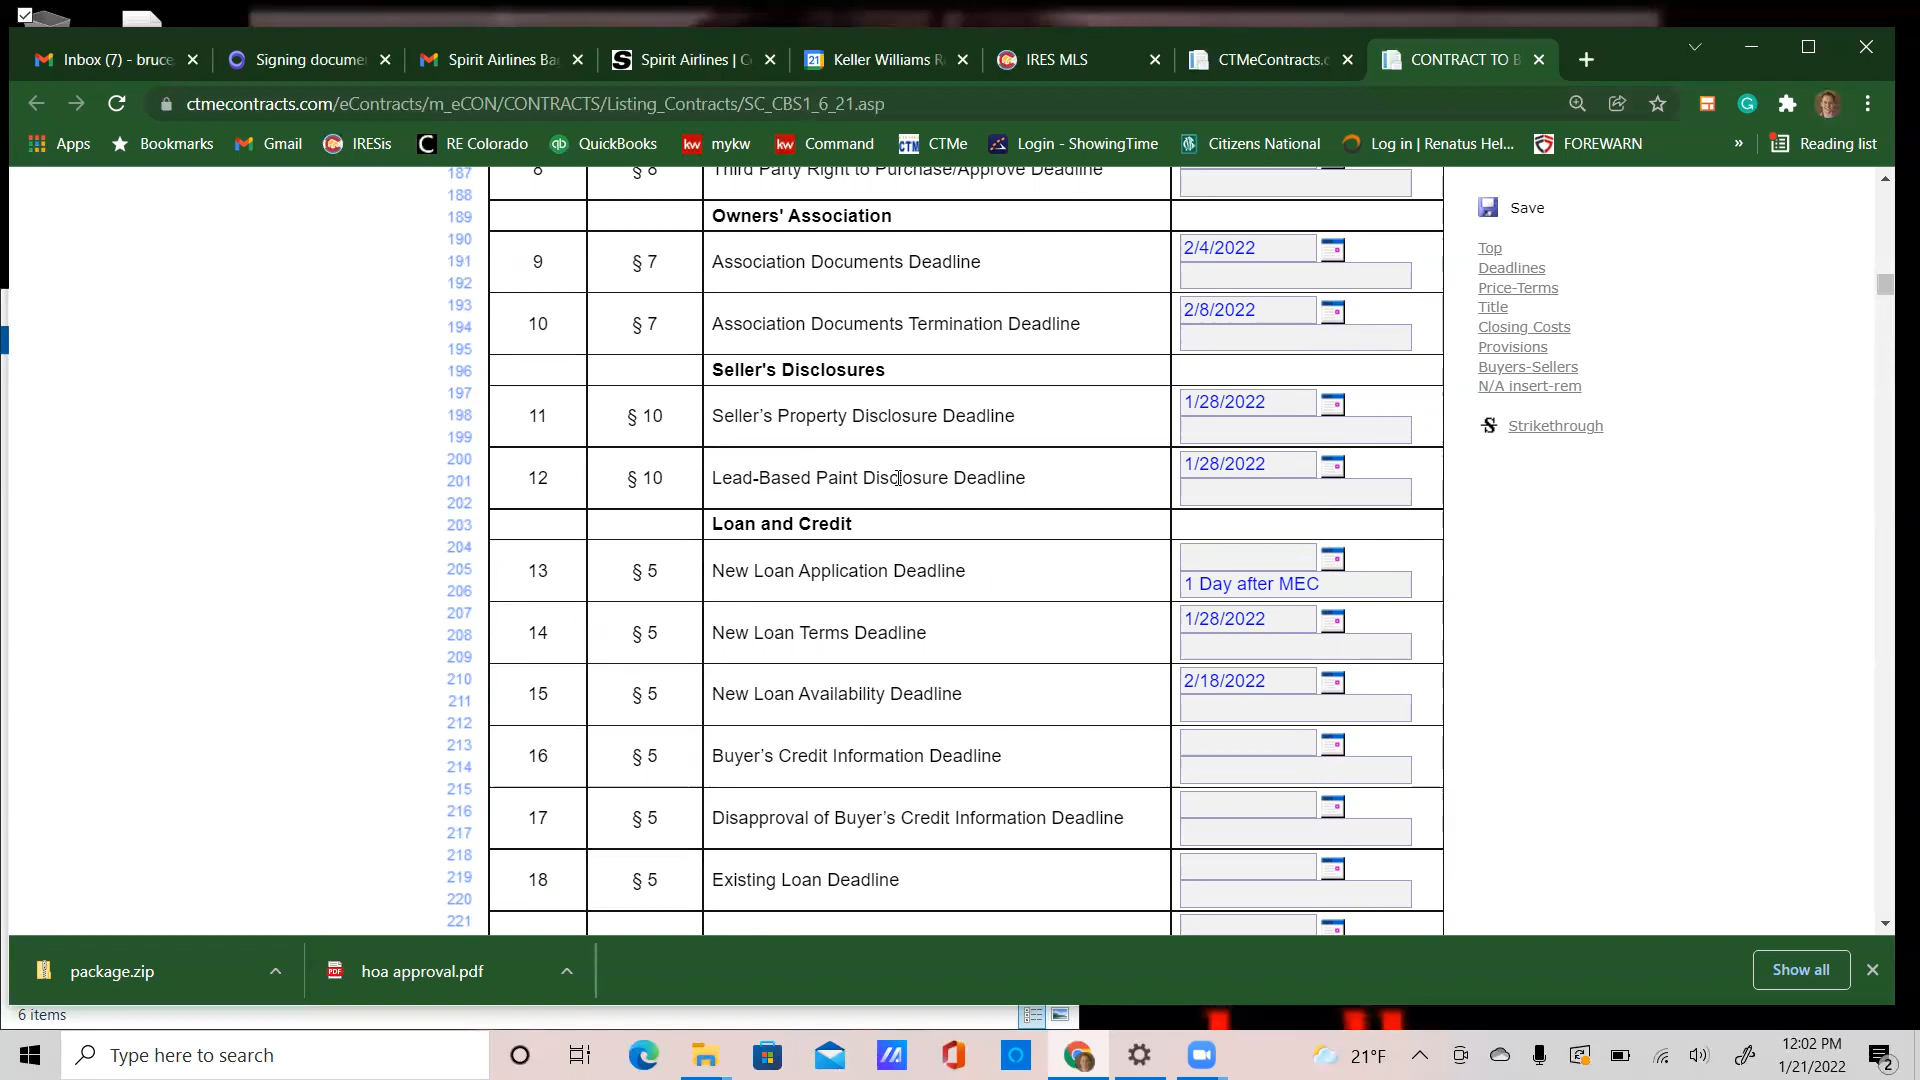 Inbox (7) - bruce
Signing docume
Spirit Airlines Ba
Spirit Airlines | C
Keller Williams R
IRES MLS
CTMeContracts.c
CONTRACT TO B
ctmecontracts.com/eContracts/m_eCON/CONTRACTS/Listing_Contracts/SC_CBS1_6_21.asp
Apps
Bookmarks
Gmail
IRESis
RE Colorado
QuickBooks
mykw
Command
CTMe
Login - ShowingTime
Citizens National
Log in | Renatus Hel...
FOREWARN
»
Reading list
187 8 § 8 Third Party Right to Purchase/Approve Deadline
188
189 Owners' Association
190 2/4/2022
191 9 § 7 Association Documents Deadline
192
193 2/8/2022
194 10 § 7 Association Documents Termination Deadline
195
196 Seller's Disclosures
197 1/28/2022
198 11 § 10 Seller's Property Disclosure Deadline
199
200 1/28/2022
201 12 § 10 Lead-Based Paint Disclosure Deadline
202
203 Loan and Credit
204
205 13 § 5 New Loan Application Deadline
206 1 Day after MEC
207 1/28/2022
208 14 § 5 New Loan Terms Deadline
209
210 2/18/2022
211 15 § 5 New Loan Availability Deadline
212
213
214 16 § 5 Buyer's Credit Information Deadline
215
216 17 § 5 Disapproval of Buyer's Credit Information Deadline
217
218
219 18 § 5 Existing Loan Deadline
220
221
Save
Top
Deadlines
Price-Terms
Title
Closing Costs
Provisions
Buyers-Sellers
N/A insert-rem
S Strikethrough
package.zip
hoa approval.pdf
Show all
6 items
Type here to search
21°F
12:02 PM
1/21/2022
2